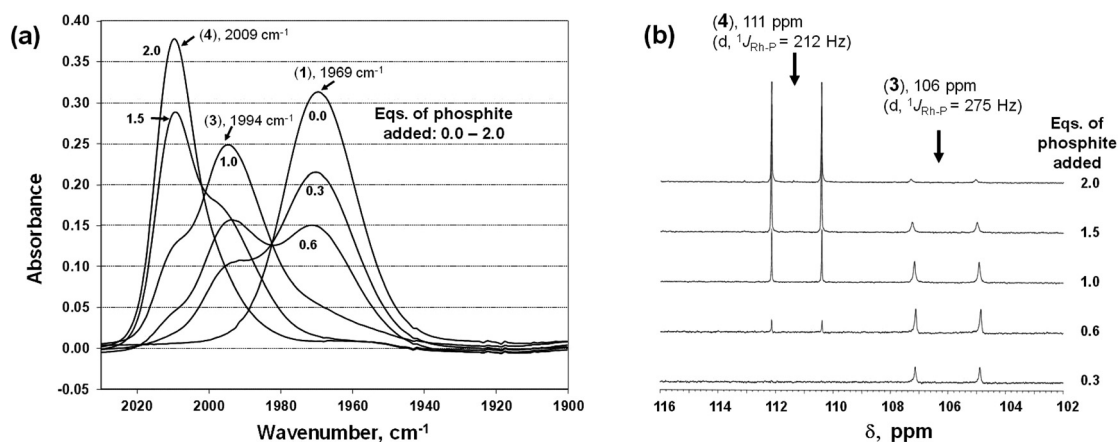 (a)
0.40
0.35
0.30
0.25
0.20
0.15
0.10
0.05
0.00
-0.05
Absorbance
2.0
(4), 2009 cm-1
1.5
(3), 1994 cm-1
1.0
(1), 1969 cm-1
0.0
Eqs. of phosphite
added: 0.0 – 2.0
0.3
0.6
2020 2000 1980 1960 1940 1920 1900
Wavenumber, cm-1
(b)
(4), 111 ppm
(d, 1JRh-P = 212 Hz)
(3), 106 ppm
(d, 1JRh-P = 275 Hz)
Eqs. of
phosphite
added
2.0
1.5
1.0
0.6
0.3
116 114 112 110 108 106 104 102
δ, ppm